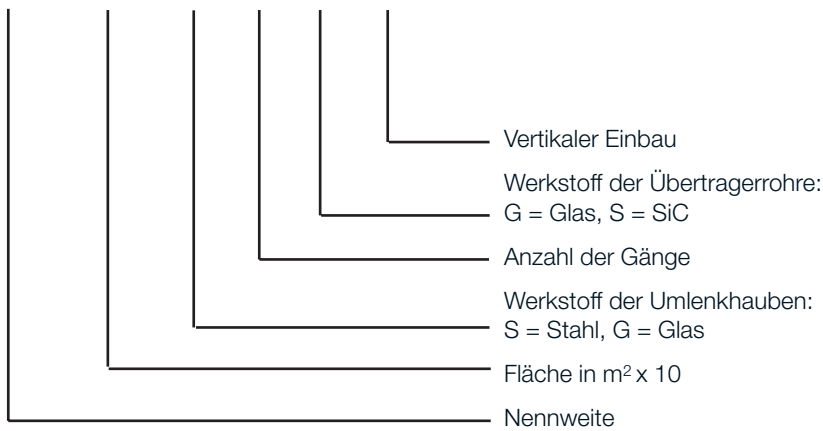 Vertikaler Einbau
Werkstoff der Übertragerrohre:
G = Glas, S = SiC
Anzahl der Gänge
Werkstoff der Umlenkhauben:
S = Stahl, G = Glas
Fläche in m² x 10
Nennweite